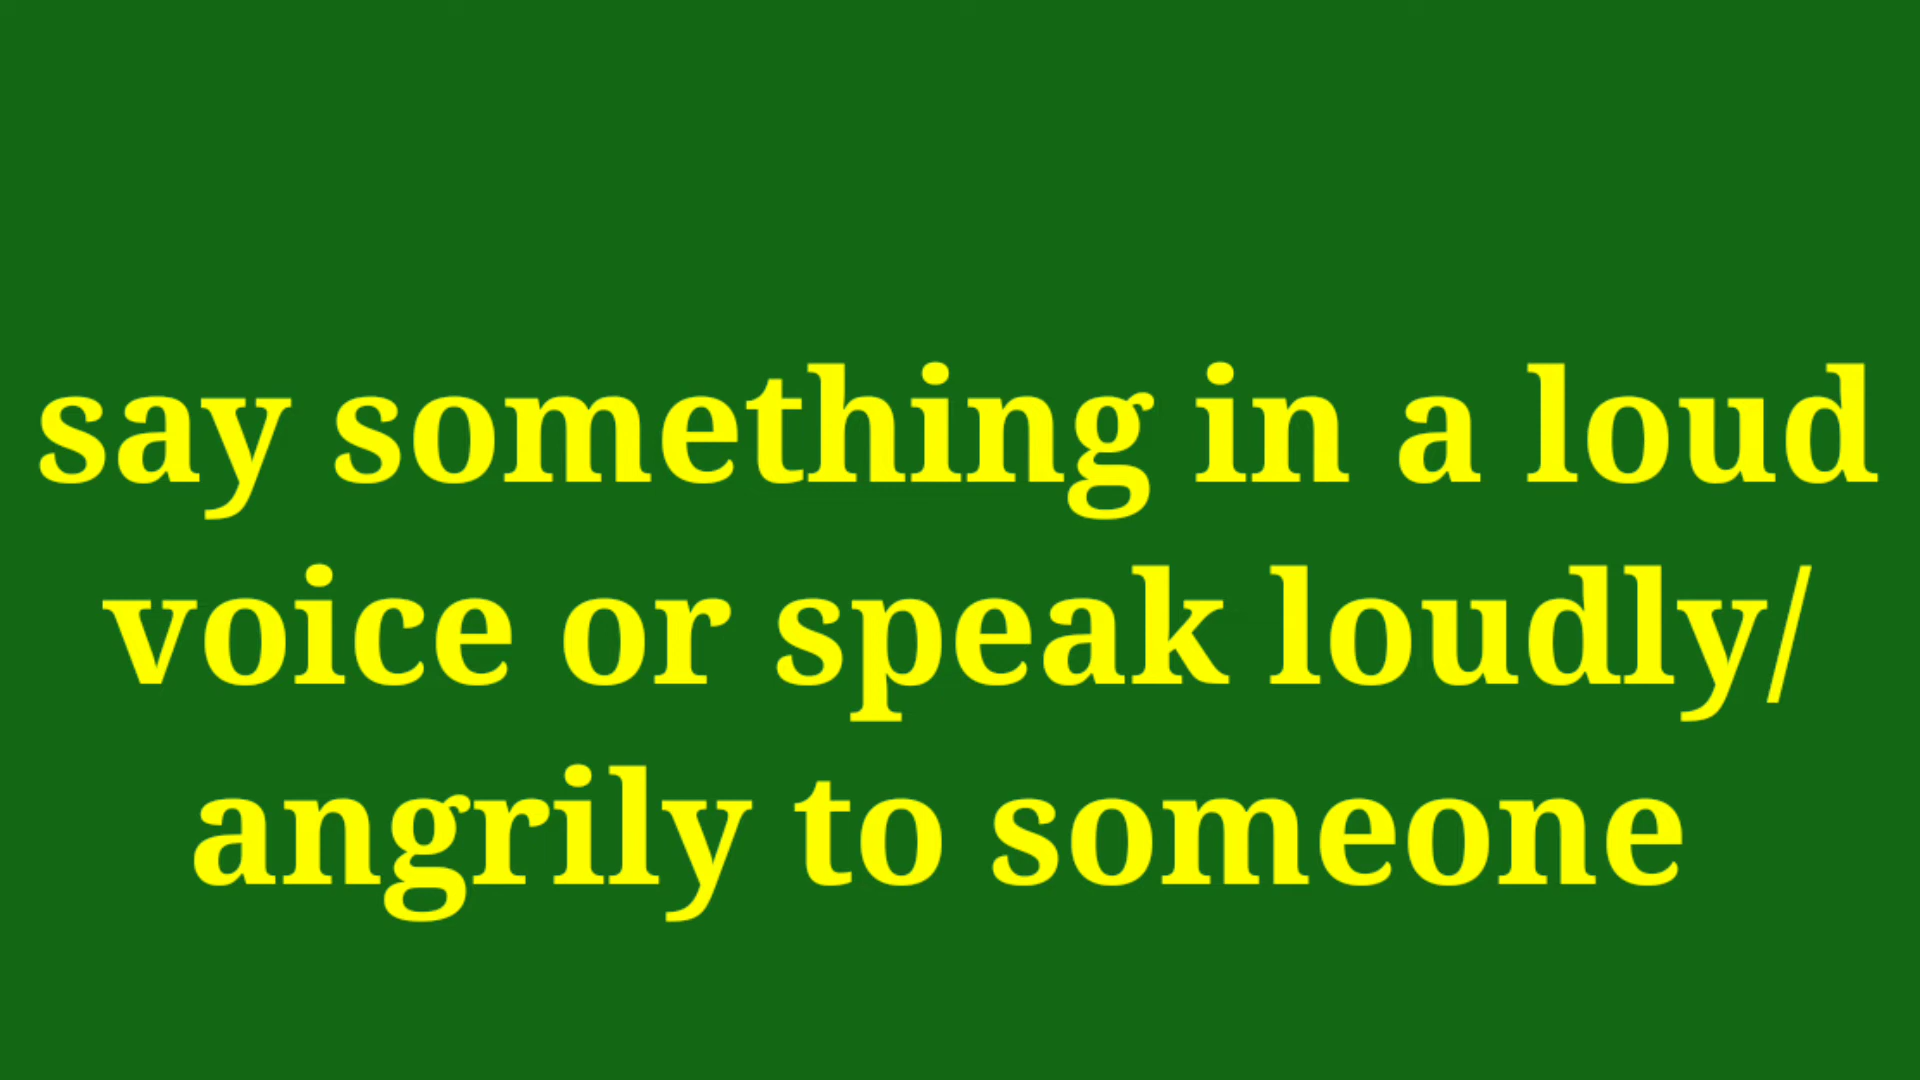 say something in a loud
voice or speak loudly/
angrily to someone